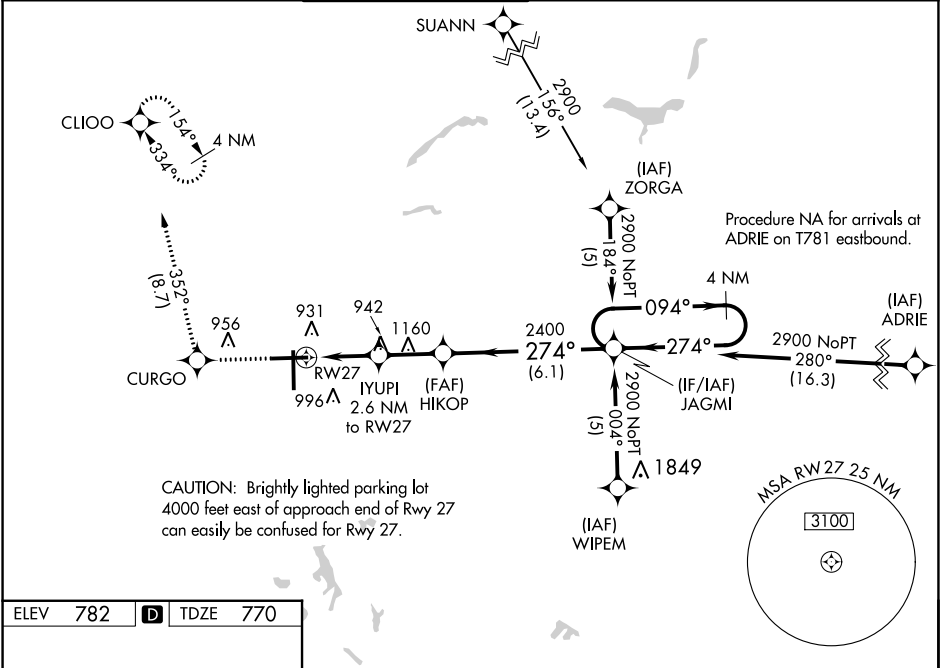 SUANN
2900
156°
(13.4)
CLIOO
154°
334°
4 NM
(IAF)
ZORGA
2900 NoPT
184°
(5)
Procedure NA for arrivals at
ADRIE on T781 eastbound.
4 NM
094°
352°
(8.7)
(IAF)
ADRIE
956
931
942
1160
2400
274°
(6.1)
274°
2900 NoPT
280°
(16.3)
CURGO
RW27
996
IYUPI
2.6 NM
to RW27
(FAF)
HIKOP
(IF/IAF)
JAGMI
2900 NoPT
004°
(5)
1849
(IAF)
WIPEM
CAUTION: Brightly lighted parking lot
4000 feet east of approach end of Rwy 27
can easily be confused for Rwy 27.
MSA RW27 25 NM
3100
ELEV 782 D TDZE 770